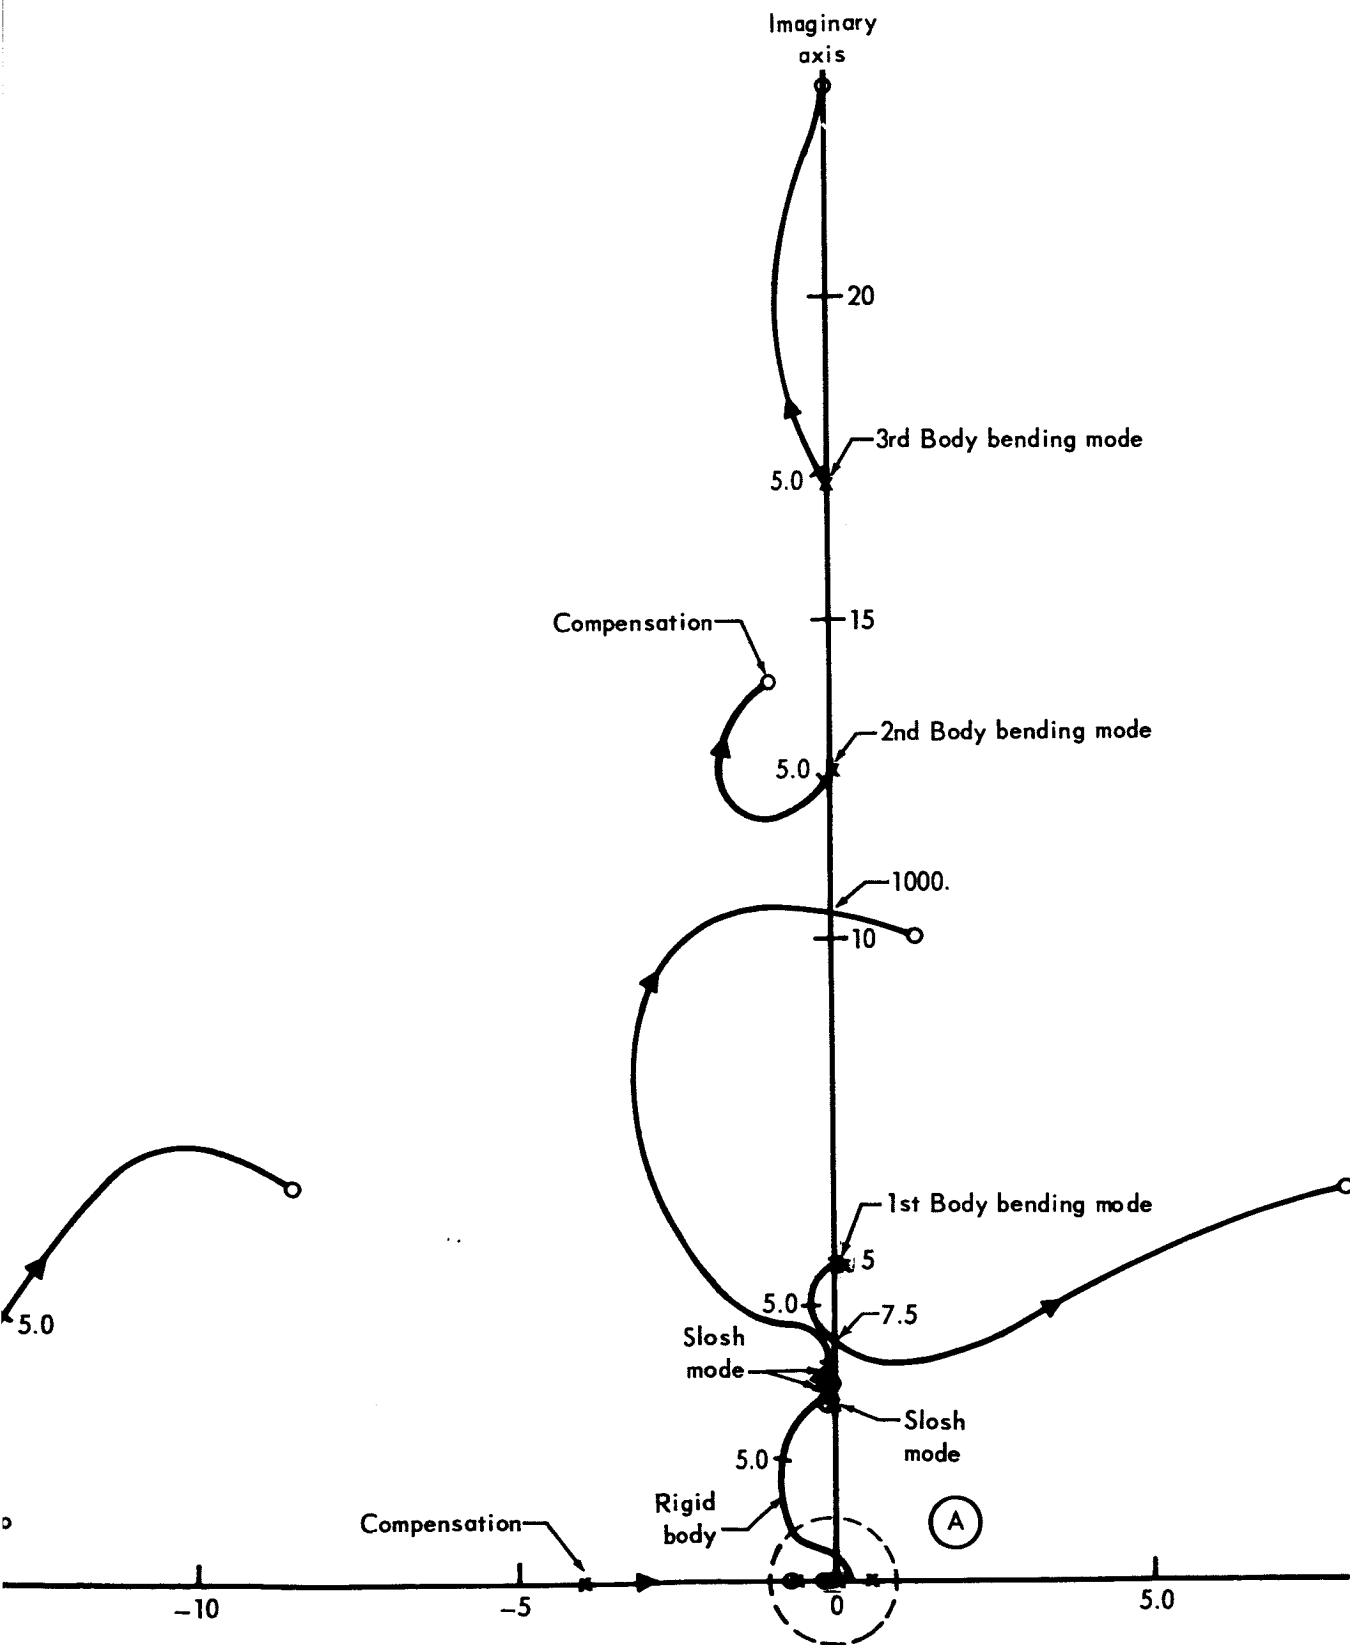 Imaginary
axis
20
3rd Body bending mode
5.0
15
Compensation
2nd Body bending mode
5.0
1000.
10
1st Body bending mode
5
5.0
7.5
5.0
Slosh
mode
Slosh
mode
5.0
Rigid
body
A
Compensation
-10
-5
0
5.0